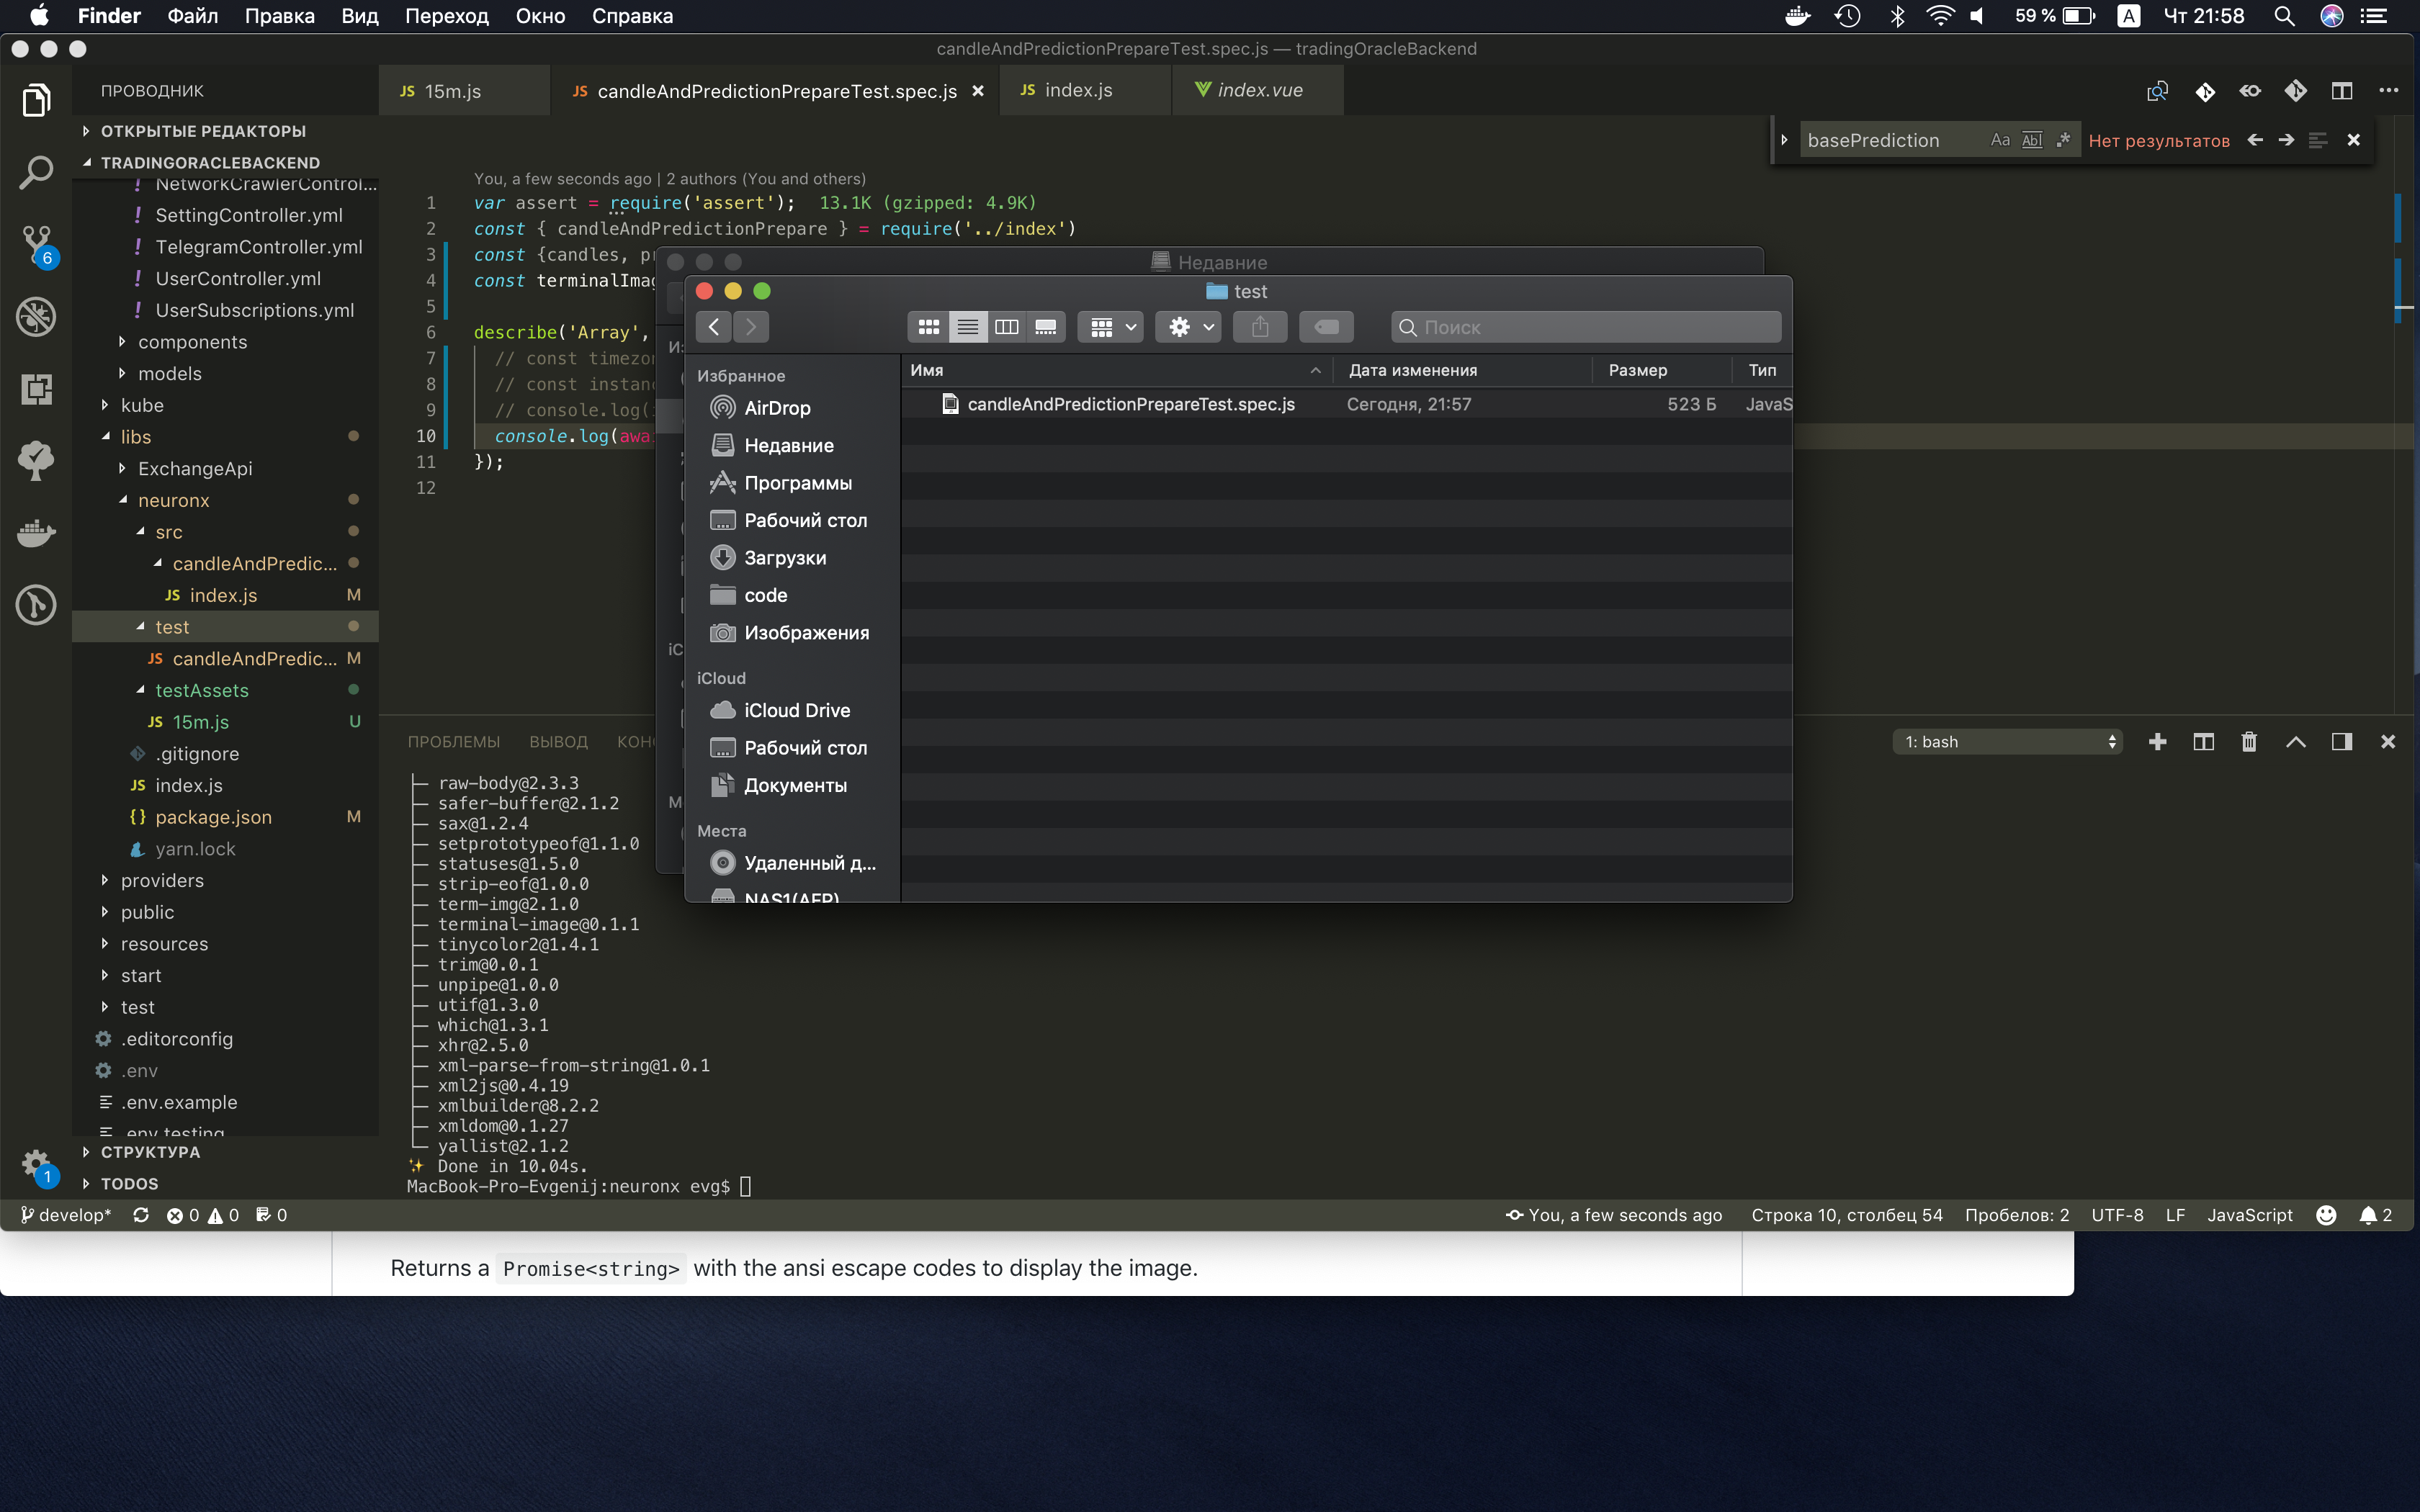 Finder Файл Правка Вид Переход Окно Справка 59 % A Чт 21:58
candleAndPredictionPrepareTest.spec.js — tradingOracleBackend
ПРОВОДНИК
JS 15m.js
JS candleAndPredictionPrepareTest.spec.js
JS index.js
index.vue
ОТКРЫТЫЕ РЕДАКТОРЫ
TRADINGORACLEBACKEND
NetworkCrawlerControl...
! SettingController.yml
! TelegramController.yml
! UserController.yml
! UserSubscriptions.yml
components
models
kube
libs
ExchangeApi
neuronx
src
candleAndPredic...
JS index.js M
test
JS candleAndPredic... M
testAssets
JS 15m.js U
.gitignore
JS index.js
{} package.json M
yarn.lock
providers
public
resources
start
test
.editorconfig
.env
.env.example
.env.testing
СТРУКТУРА
TODOS
6
1
basePrediction Aa Abl .* Нет результатов
You, a few seconds ago | 2 authors (You and others)
1 var assert = require('assert'); 13.1K (gzipped: 4.9K)
2 const { candleAndPredictionPrepare } = require('../index')
3 const {candles, pr
4 const terminalImag
5
6 describe('Array',
7 // const timezon
8 // const instanc
9 // console.log(
10 console.log(awa
11 });
12
Недавние
test
Поиск
Избранное
AirDrop
Недавние
Программы
Рабочий стол
Загрузки
code
Изображения
iCloud
iCloud Drive
Рабочий стол
Документы
Места
Удаленный д...
NAS1(AFP)
Имя Дата изменения Размер Тип
candleAndPredictionPrepareTest.spec.js Сегодня, 21:57 523 Б JavaS
ПРОБЛЕМЫ ВЫВОД КОН
1: bash
├─ raw-body@2.3.3
├─ safer-buffer@2.1.2
├─ sax@1.2.4
├─ setprototypeof@1.1.0
├─ statuses@1.5.0
├─ strip-eof@1.0.0
├─ term-img@2.1.0
├─ terminal-image@0.1.1
├─ tinycolor2@1.4.1
├─ trim@0.0.1
├─ unpipe@1.0.0
├─ utif@1.3.0
├─ which@1.3.1
├─ xhr@2.5.0
├─ xml-parse-from-string@1.0.1
├─ xml2js@0.4.19
├─ xmlbuilder@8.2.2
├─ xmldom@0.1.27
└─ yallist@2.1.2
✨ Done in 10.04s.
MacBook-Pro-Evgenij:neuronx evg$
develop* 0 0 0 You, a few seconds ago Строка 10, столбец 54 Пробелов: 2 UTF-8 LF JavaScript 2
Returns a Promise<string> with the ansi escape codes to display the image.